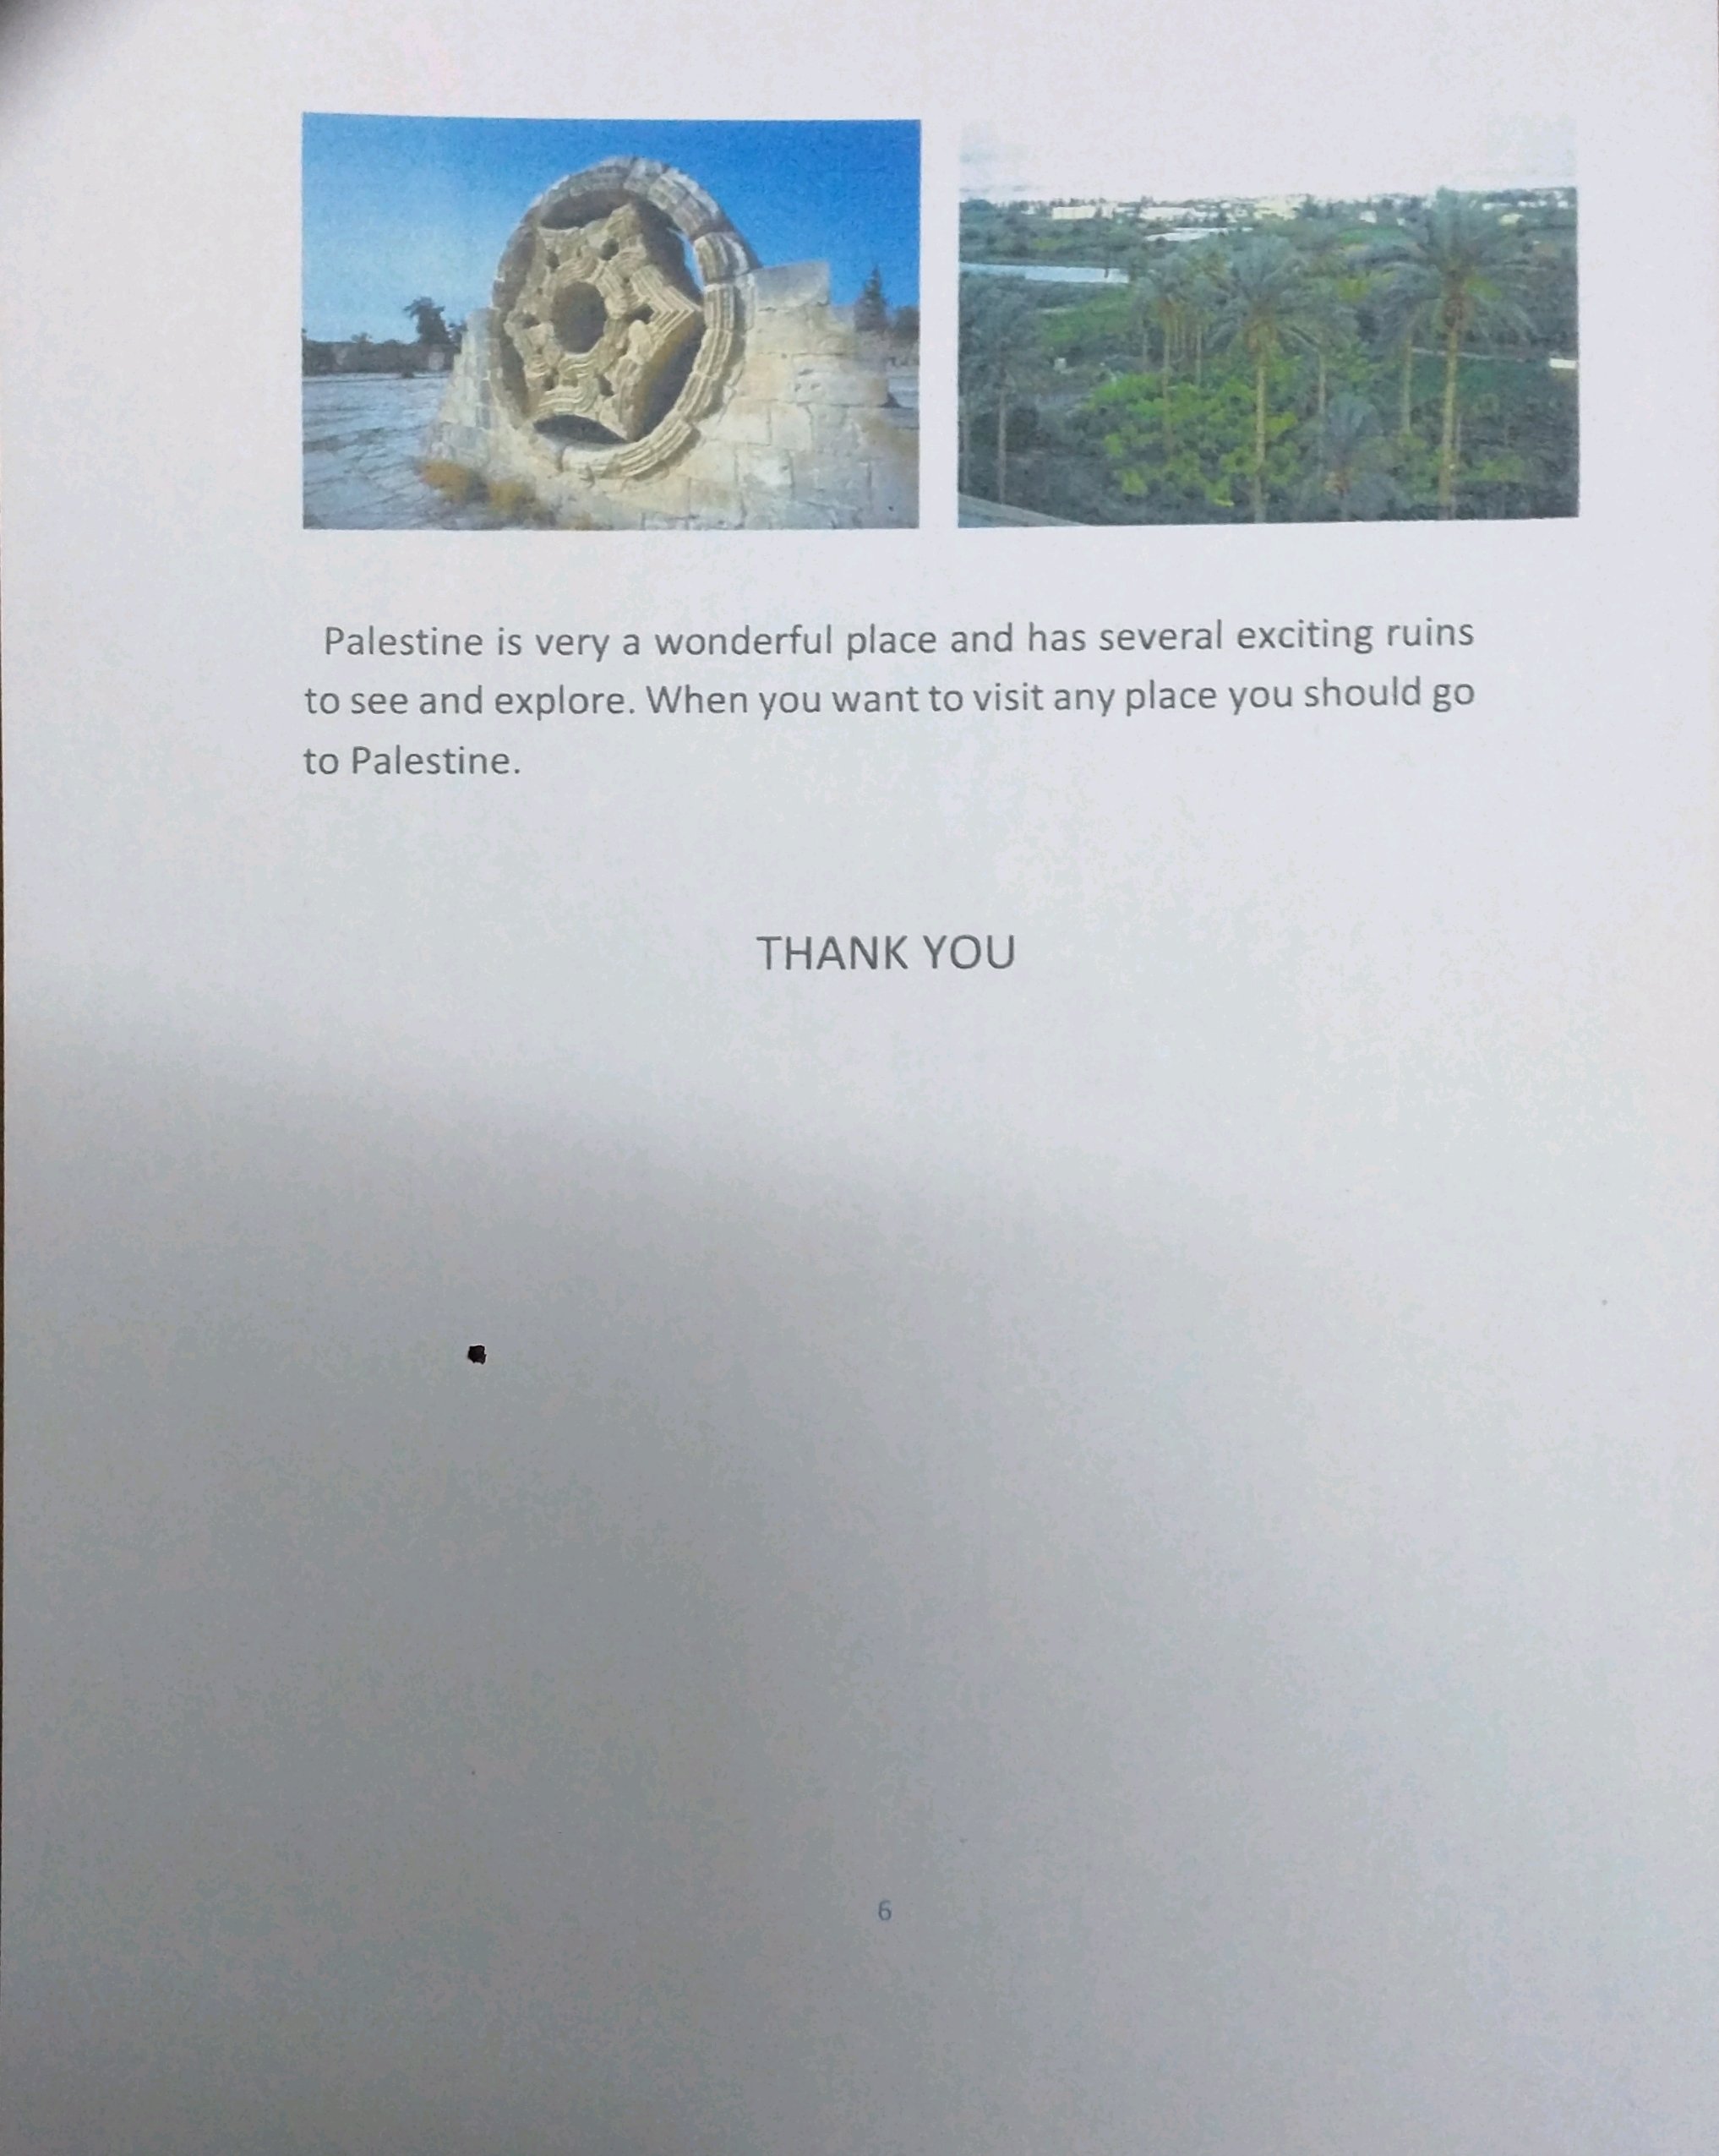 Palestine is very a wonderful place and has several exciting ruins
to see and explore. When you want to visit any place you should go
to Palestine.
THANK YOU
6